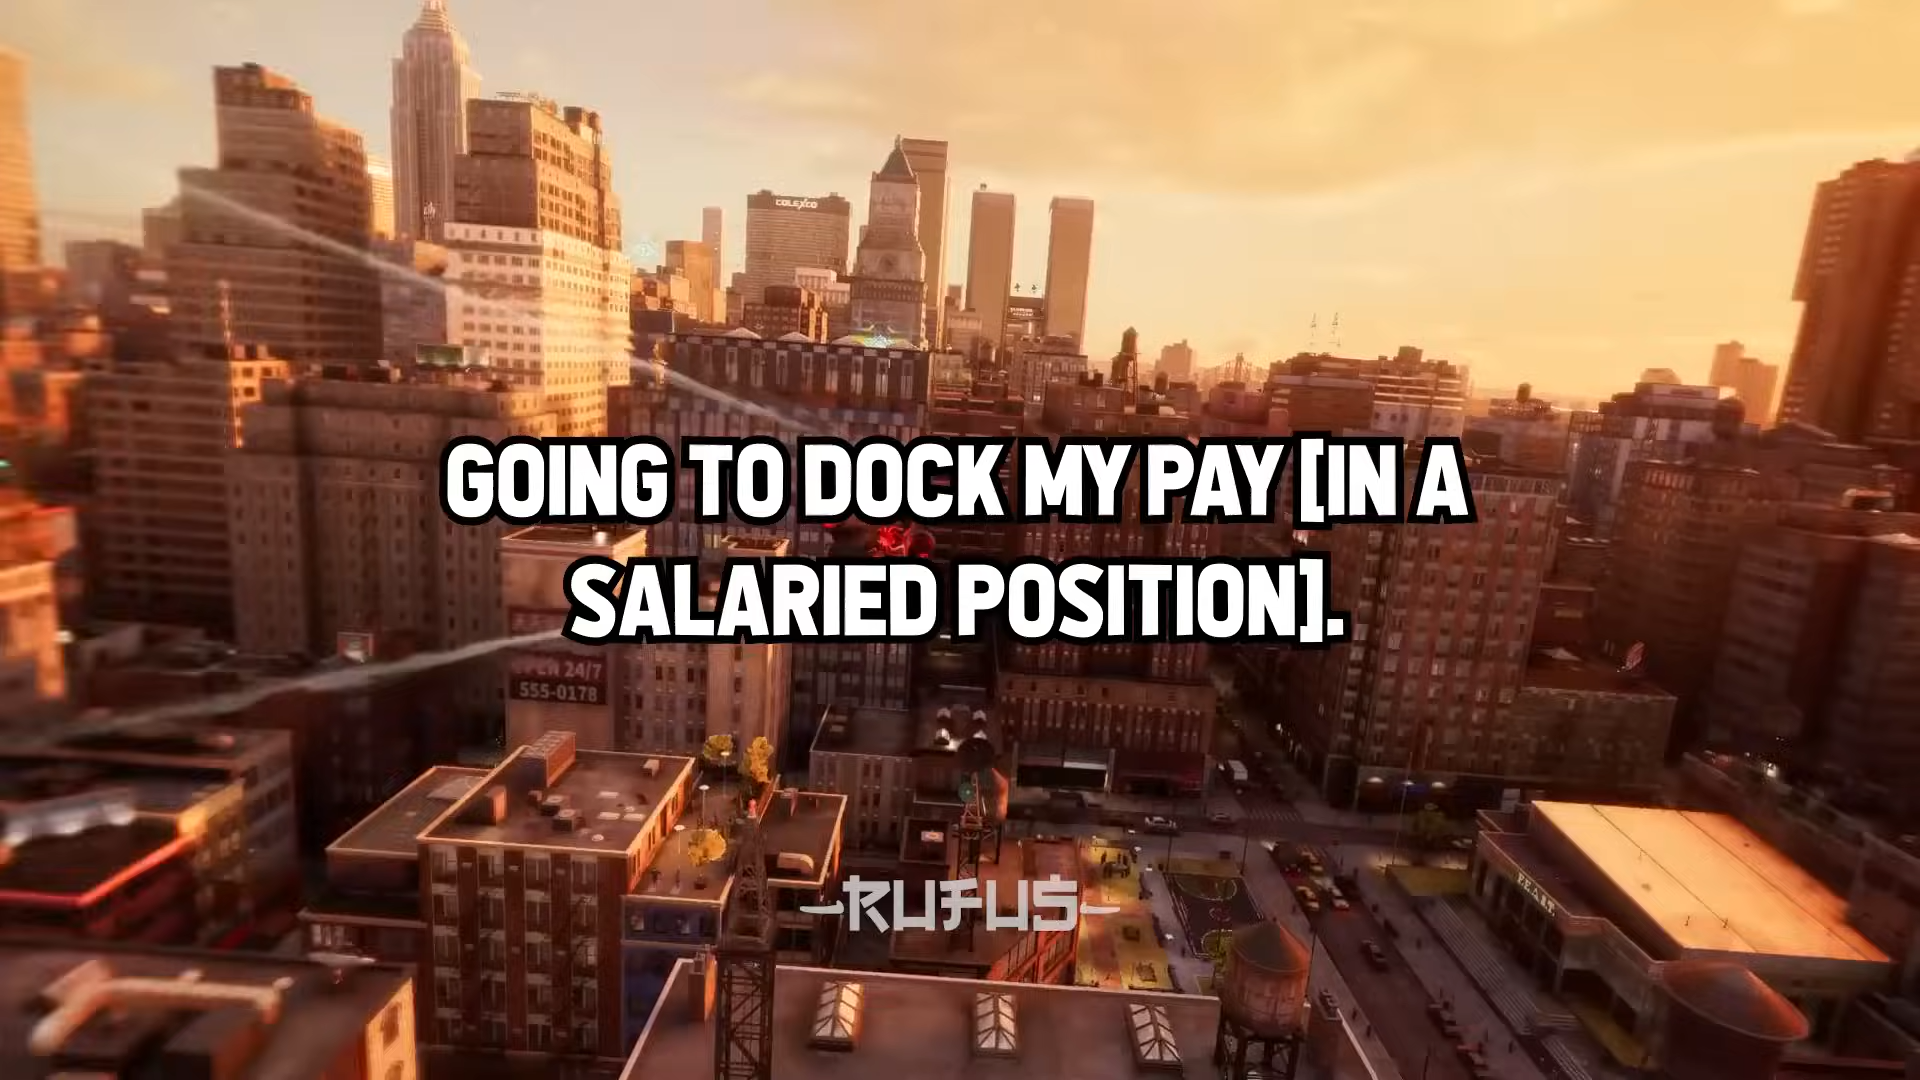 COLEXCO
GOING TO DOCK MY PAY [IN A
SALARIED POSITION].
OPEN 24/7
555-0178
RUFUS
F.E.A.S.T.